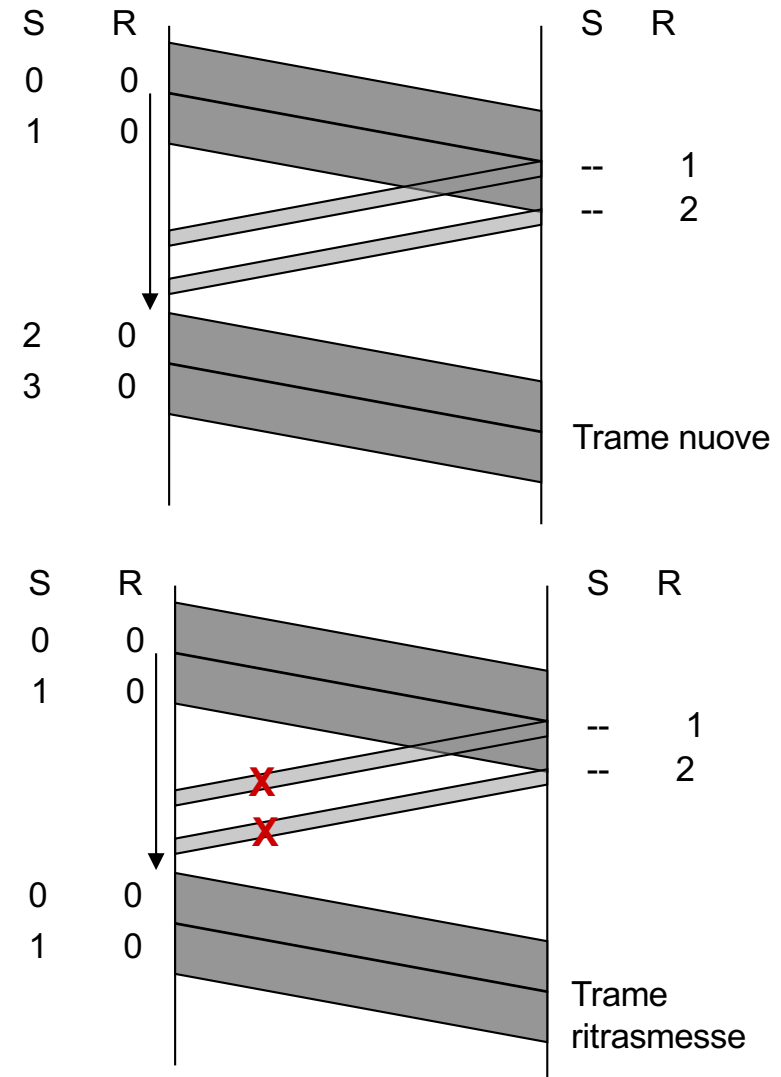 S R S R
0 0
1 0
-- 1
-- 2
2 0
3 0
Trame nuove
S R S R
0 0
1 0
-- 1
X
-- 2
X
0 0
1 0
Trame
ritrasmesse